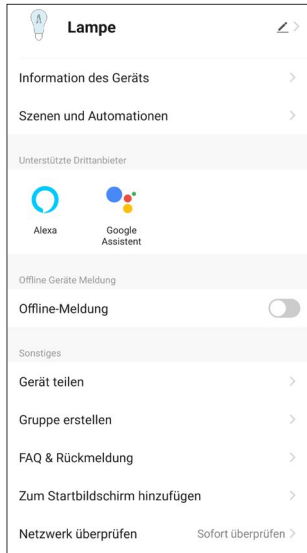 Lampe
Information des Geräts
Szenen und Automationen
Unterstützte Drittanbieter
Alexa
Google
Assistent
Offline Geräte Meldung
Offline-Meldung
Sonstiges
Gerät teilen
Gruppe erstellen
FAQ & Rückmeldung
Zum Startbildschirm hinzufügen
Netzwerk überprüfen Sofort überprüfen